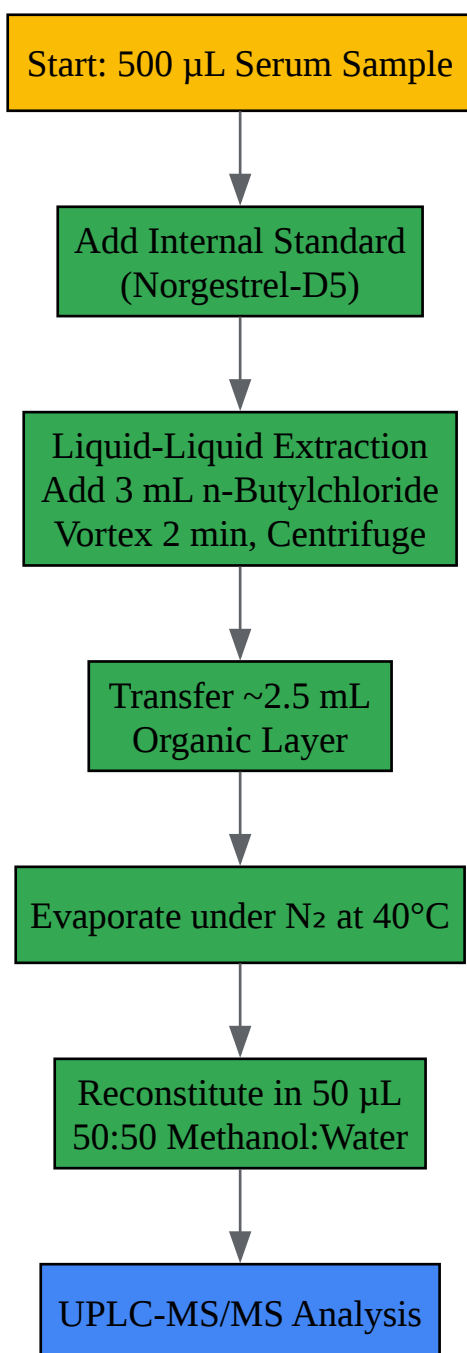 Start: 500 µL Serum Sample
Add Internal Standard
(Norgestrel-D5)
Liquid-Liquid Extraction
Add 3 mL n-Butylchloride
Vortex 2 min, Centrifuge
Transfer ~2.5 mL
Organic Layer
Evaporate under N₂ at 40°C
Reconstitute in 50 µL
50:50 Methanol:Water
UPLC-MS/MS Analysis